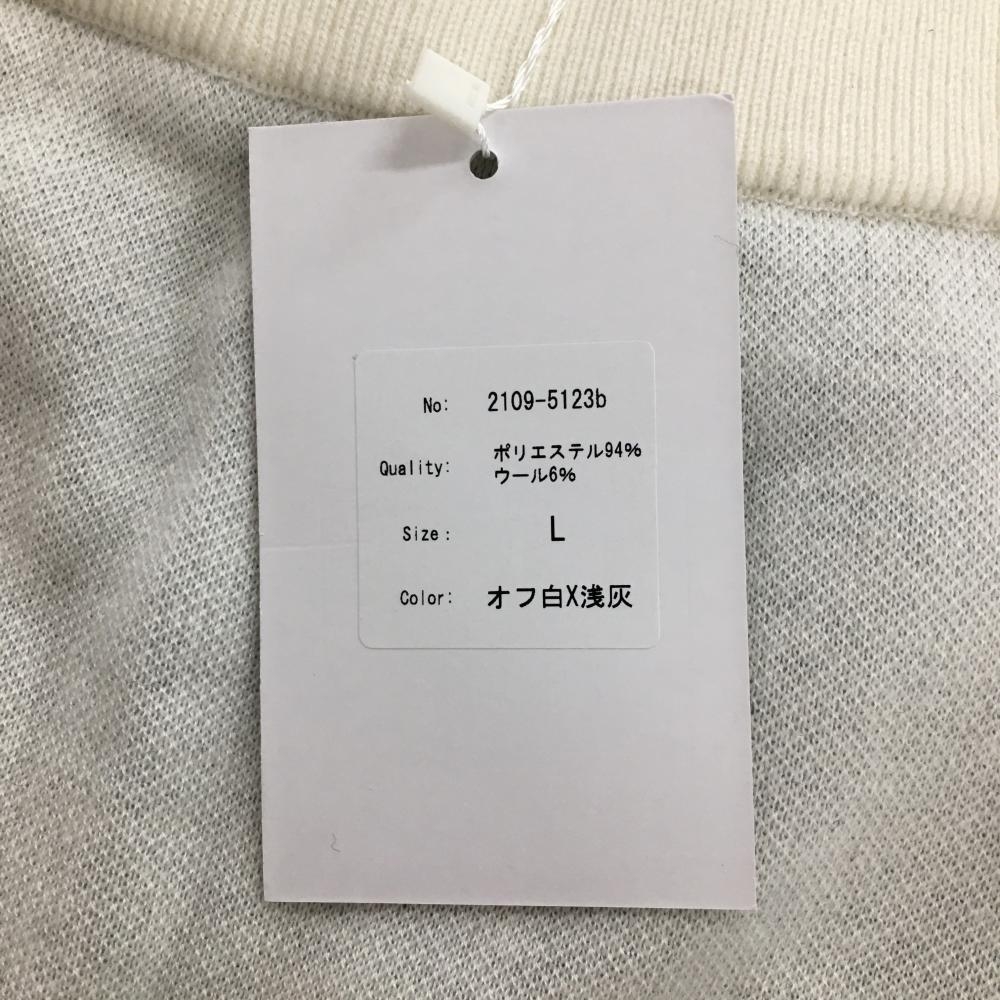 No: 2109-5123b
Quality: ポリエステル94%
ウール6%
Size: L
Color: オフ白X浅灰